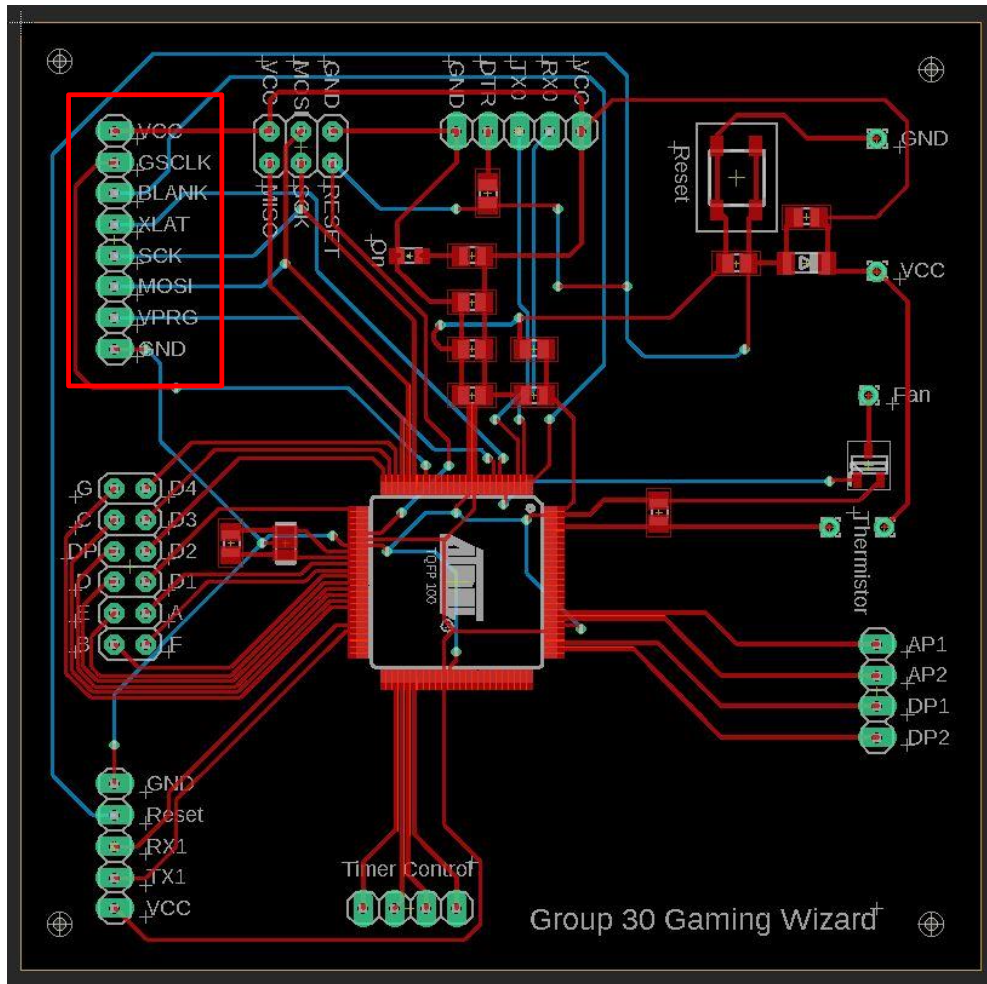 VCC
GSCLK
BLANK
XLAT
SCK
MOSI
VPRG
GND
VCC
MOSI
GND
MISO
SCK
RESET
GND
DTR
TX0
RX0
VCC
On
Reset
GND
VCC
Fan
Thermistor
G D4
C D3
DP D2
D D1
E A
B F
TQFP 100
AP1
AP2
DP1
DP2
GND
Reset
RX1
TX1
VCC
Timer Control
Group 30 Gaming Wizard